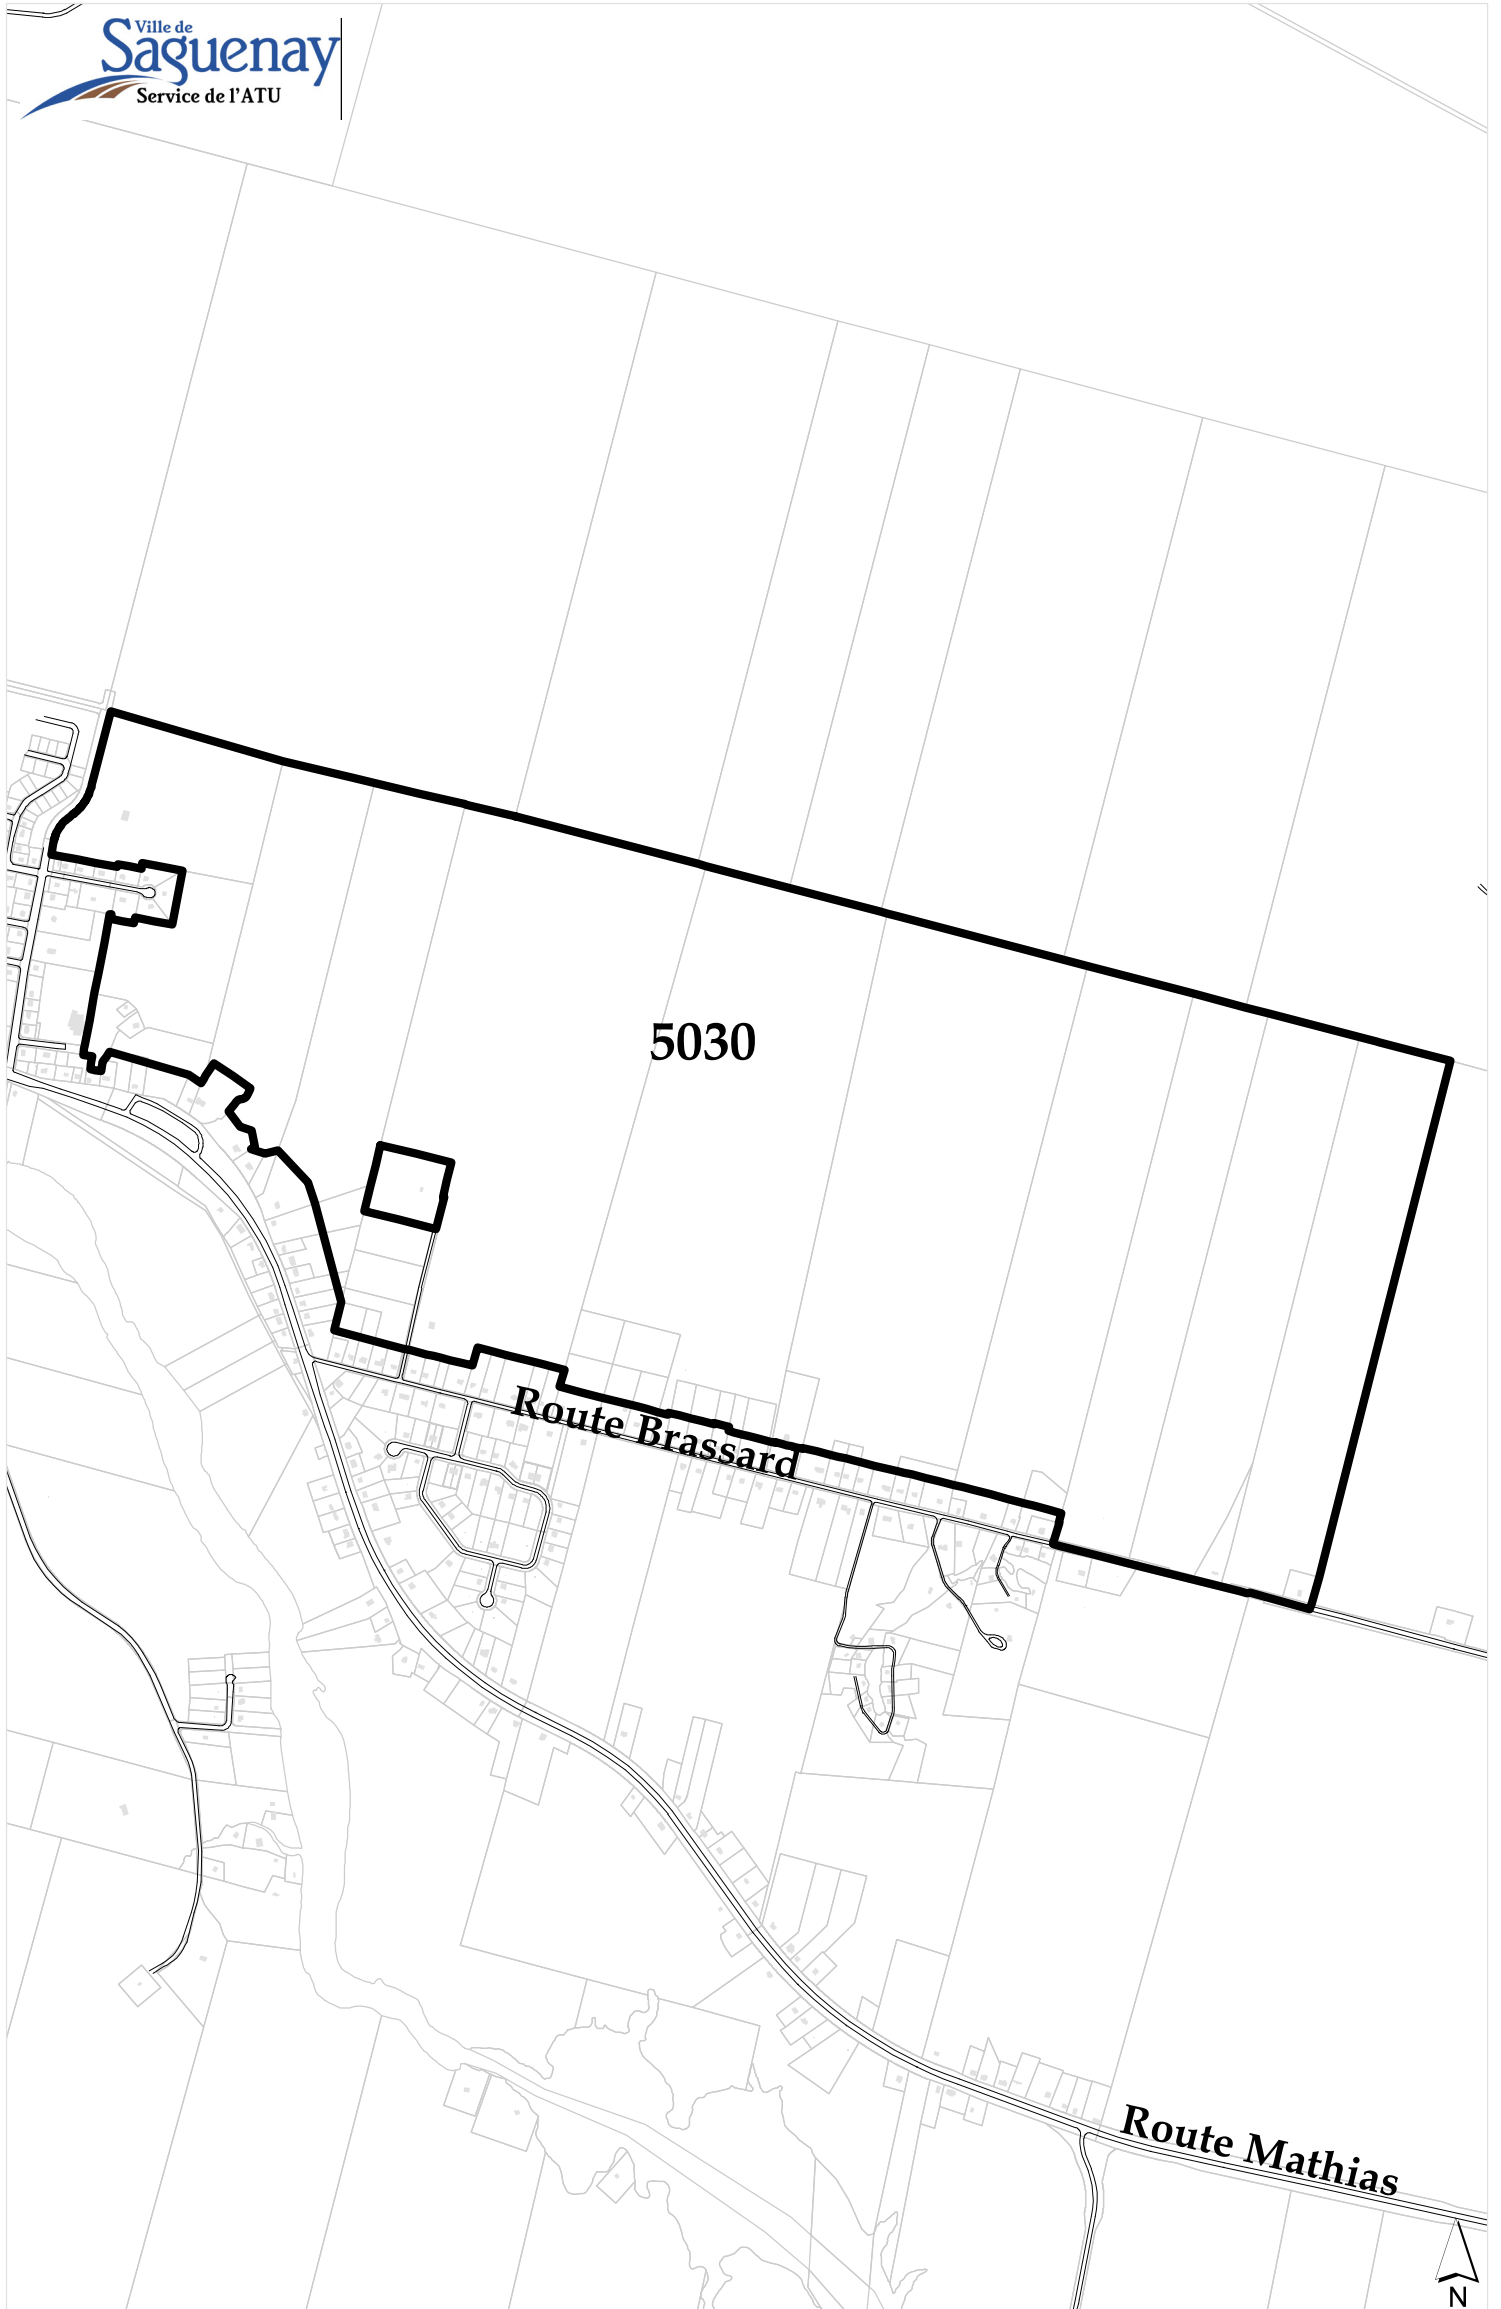 Ville de
Saguenay
Service de l'ATU
5030
Route Brassard
Route Mathias
N